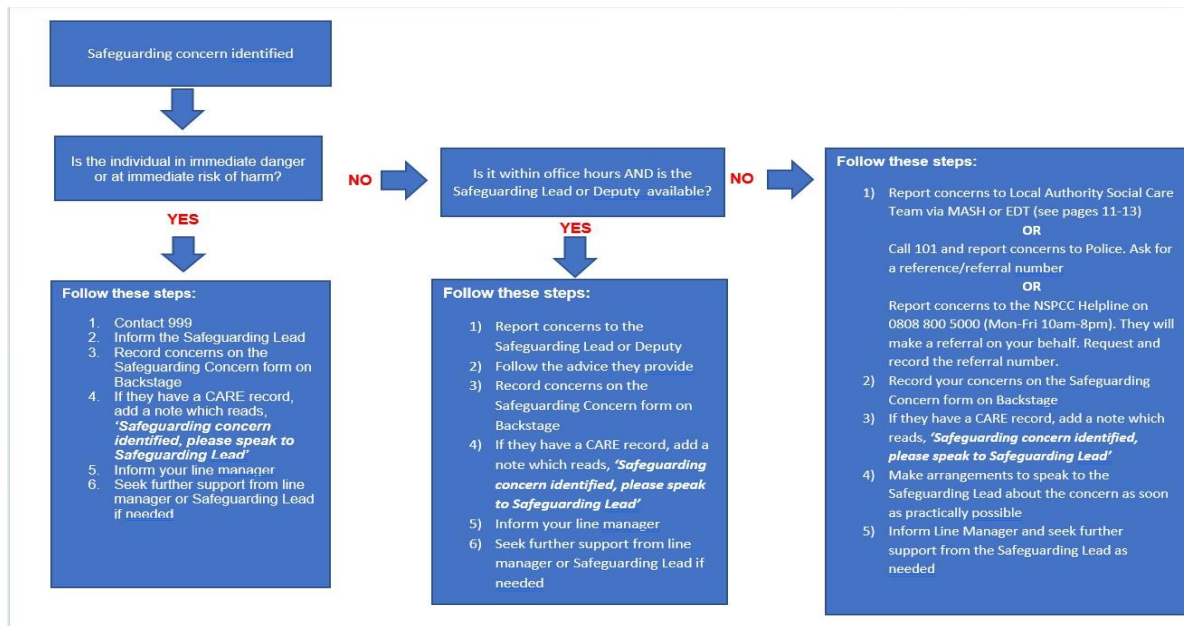 Safeguarding concern identified
Is the individual in immediate danger
or at immediate risk of harm?
NO
Is it within office hours AND is the
Safeguarding Lead or Deputy available?
NO
YES
YES
Follow these steps:
1. Contact 999
2. Inform the Safeguarding Lead
3. Record concerns on the
Safeguarding Concern form on
Backstage
4. If they have a CARE record,
add a note which reads,
‘Safeguarding concern
identified, please speak to
Safeguarding Lead’
5. Inform your line manager
6. Seek further support from line
manager or Safeguarding Lead
if needed
Follow these steps:
1) Report concerns to the
Safeguarding Lead or Deputy
2) Follow the advice they provide
3) Record concerns on the
Safeguarding Concern form on
Backstage
4) If they have a CARE record, add a
note which reads, ‘Safeguarding
concern identified, please speak
to Safeguarding Lead’
5) Inform your line manager
6) Seek further support from line
manager or Safeguarding Lead if
needed
Follow these steps:
1) Report concerns to Local Authority Social Care
Team via MASH or EDT (see pages 11-13)
OR
Call 101 and report concerns to Police. Ask for
a reference/referral number
OR
Report concerns to the NSPCC Helpline on
0808 800 5000 (Mon-Fri 10am-8pm). They will
make a referral on your behalf. Request and
record the referral number.
2) Record your concerns on the Safeguarding
Concern form on Backstage
3) If they have a CARE record, add a note which
reads, ‘Safeguarding concern identified,
please speak to Safeguarding Lead’
4) Make arrangements to speak to the
Safeguarding Lead about the concern as soon
as practically possible
5) Inform Line Manager and seek further
support from the Safeguarding Lead as
needed